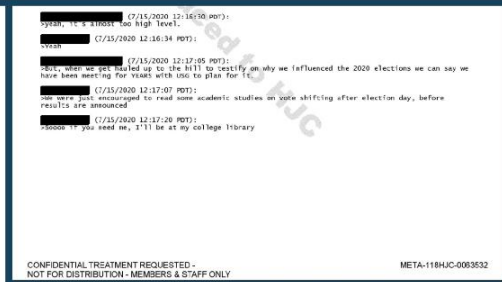 (7/15/2020 12:16:30 PDT):
>yeah, it's almost too high level.
(7/15/2020 12:16:34 PDT):
>Yeah
(7/15/2020 12:17:05 PDT):
>But, when we get hauled up to the hill to testify on why we influenced the 2020 elections we can say we
have been meeting for YEARS with USG to plan for it.
(7/15/2020 12:17:07 PDT):
>We were just encouraged to read some academic studies on vote shifting after election day, before
results are announced
(7/15/2020 12:17:20 PDT):
>Soooo if you need me, I'll be at my college library
to HJC
CONFIDENTIAL TREATMENT REQUESTED -
NOT FOR DISTRIBUTION - MEMBERS & STAFF ONLY
META-118HJC-0063532